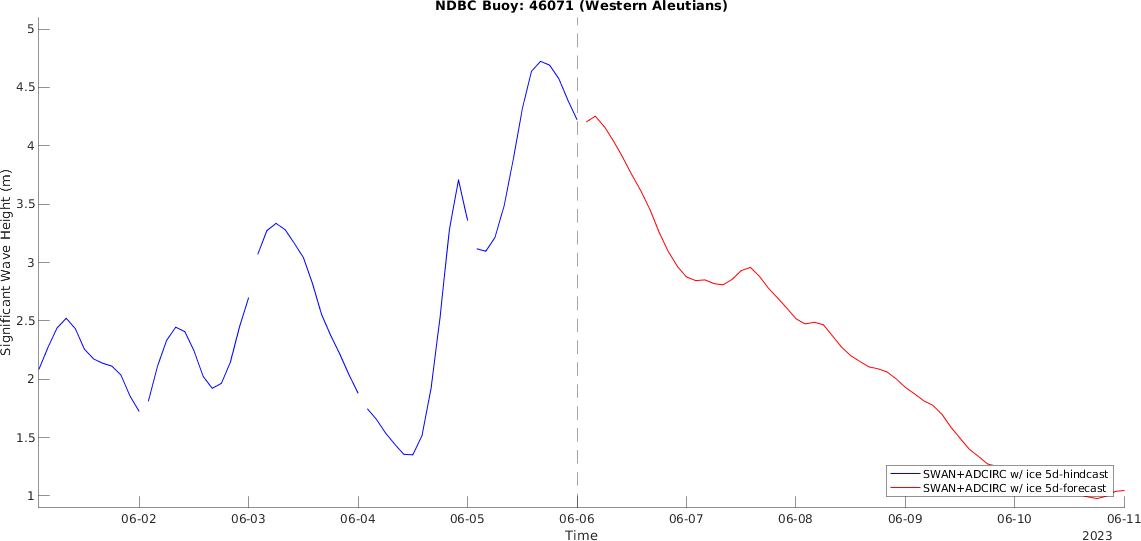 NDBC Buoy: 46071 (Western Aleutians)
5
4.5
4
3.5
3
2.5
2
1.5
1
Significant Wave Height (m)
SWAN+ADCIRC w/ ice 5d-hindcast
SWAN+ADCIRC w/ ice 5d-forecast
06-02 06-03 06-04 06-05 06-06 06-07 06-08 06-09 06-10 06-11
Time
2023